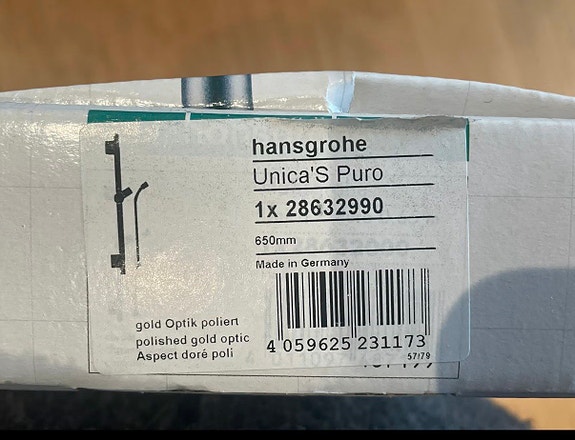 hansgrohe
Unica'S Puro
1x 28632990
650mm
Made in Germany
gold Optik poliert
polished gold optic
Aspect doré poli
4 059625 231173
57/79